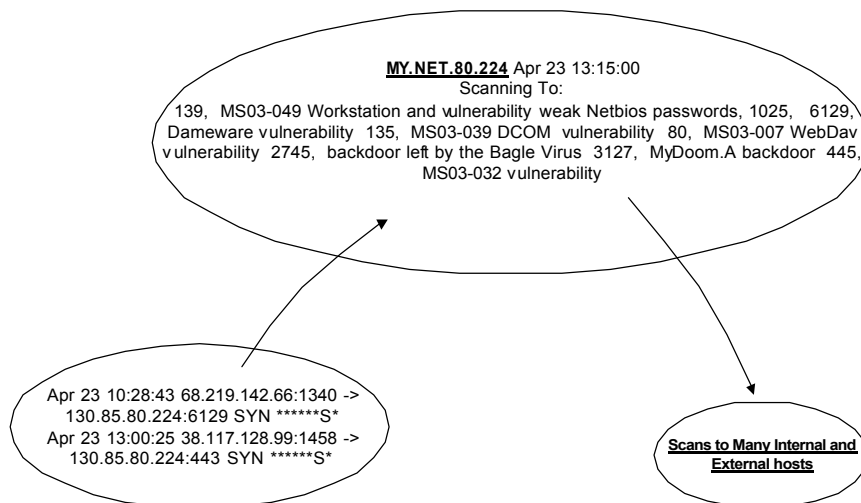 MY.NET.80.224 Apr 23 13:15:00
Scanning To:
139, MS03-049 Workstation and vulnerability weak Netbios passwords, 1025, 6129,
Dameware vulnerability 135, MS03-039 DCOM vulnerability 80, MS03-007 WebDav
vulnerability 2745, backdoor left by the Bagle Virus 3127, MyDoom.A backdoor 445,
MS03-032 vulnerability
Apr 23 10:28:43 68.219.142.66:1340 ->
130.85.80.224:6129 SYN ******S*
Apr 23 13:00:25 38.117.128.99:1458 ->
130.85.80.224:443 SYN ******S*
Scans to Many Internal and
External hosts